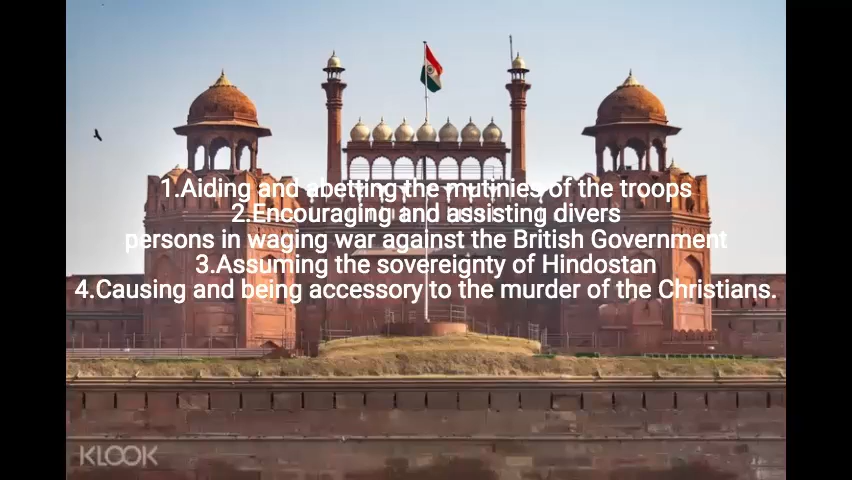 1.Aiding and abetting the mutinies of the troops
2.Encouraging and assisting divers
persons in waging war against the British Government
3.Assuming the sovereignty of Hindostan
4.Causing and being accessory to the murder of the Christians.
KLOOK